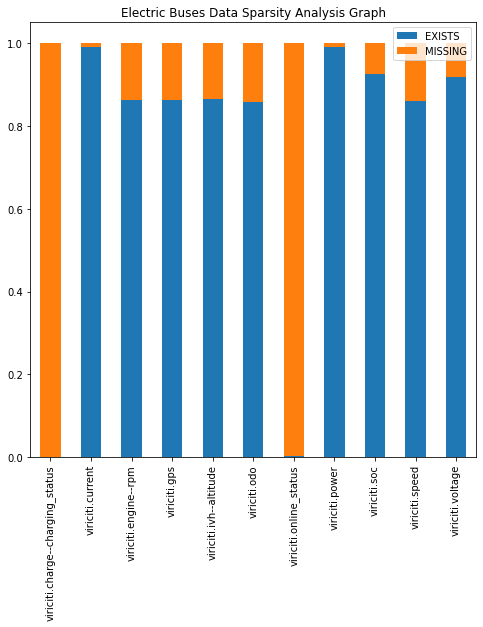 Electric Buses Data Sparsity Analysis Graph
EXISTS
MISSING
1.0
0.8
0.6
0.4
0.2
0.0
viriciti.charge--charging_status
viriciti.current
viriciti.engine--rpm
viriciti.gps
viriciti.ivh--altitude
viriciti.odo
viriciti.online_status
viriciti.power
viriciti.soc
viriciti.speed
viriciti.voltage